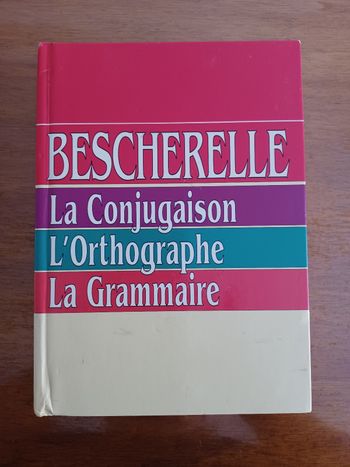 BESCHERELLE
La Conjugaison
L'Orthographe
La Grammaire